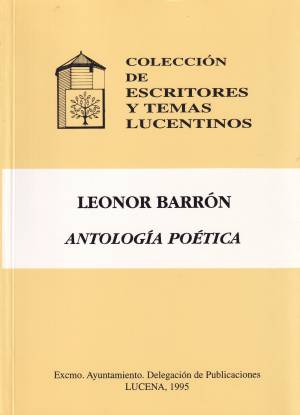 COLECCIÓN
DE
ESCRITORES
Y TEMAS
LUCENTINOS
LEONOR BARRÓN
ANTOLOGÍA POÉTICA
Excmo. Ayuntamiento. Delegación de Publicaciones
LUCENA, 1995